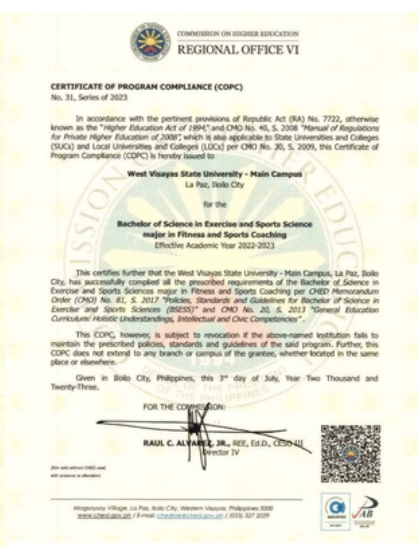 COMMISSION ON HIGHER EDUCATION
REGIONAL OFFICE VI
CERTIFICATE OF PROGRAM COMPLIANCE (COPC)
No. 31, Series of 2023
In accordance with the pertinent provisions of Republic Act (RA) No. 7722, otherwise
known as the "Higher Education Act of 1994," and CMO No. 40, S. 2008 "Manual of Regulations
for Private Higher Education of 2008", which is also applicable to State Universities and Colleges
(SUCs) and Local Universities and Colleges (LUCs) per CMO No. 30, S. 2009, this Certificate of
Program Compliance (COPC) is hereby issued to
West Visayas State University - Main Campus
La Paz, Iloilo City
for the
Bachelor of Science in Exercise and Sports Science
major in Fitness and Sports Coaching
Effective Academic Year 2022-2023
This certifies further that the West Visayas State University - Main Campus, La Paz, Iloilo
City, has successfully complied all the prescribed requirements of the Bachelor of Science in
Exercise and Sports Sciences major in Fitness and Sports Coaching per CHED Memorandum
Order (CMO) No. 81, S. 2017 "Policies, Standards and Guidelines for Bachelor of Science in
Exercise and Sports Sciences (BSESS)" and CMO No. 20, S. 2013 "General Education
Curriculum: Holistic Understandings, Intellectual and Civic Competencies".
This COPC, however, is subject to revocation if the above-named institution fails to
maintain the prescribed policies, standards and guidelines of the said program. Further, this
COPC does not extend to any branch or campus of the grantee, whether located in the same
place or elsewhere.
Given in Iloilo City, Philippines, this 3rd day of July, Year Two Thousand and
Twenty-Three.
FOR THE COMMISSION:
RAUL C. ALVAREZ, JR., REE, Ed.D., CESO III
Director IV
(Not valid without CHED seal,
with erasures or alteration)
Magsaysay Village, La Paz, Iloilo City, Western Visayas, Philippines 5000
www.ched.gov.ph / E-mail: chedro6@ched.gov.ph / (033) 327 2029